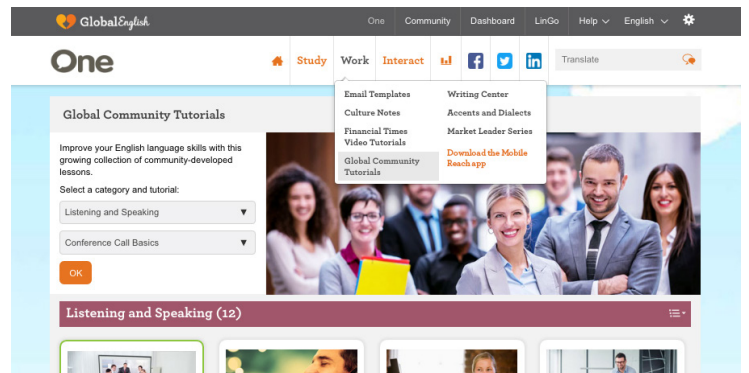 GlobalEnglish
One Community Dashboard LinGo Help English
One
Study Work Interact
Translate
Email Templates
Culture Notes
Financial Times
Video Tutorials
Global Community
Tutorials
Writing Center
Accents and Dialects
Market Leader Series
Download the Mobile
Reach app
Global Community Tutorials
Improve your English language skills with this
growing collection of community-developed
lessons.
Select a category and tutorial:
Listening and Speaking
Conference Call Basics
OK
Listening and Speaking (12)